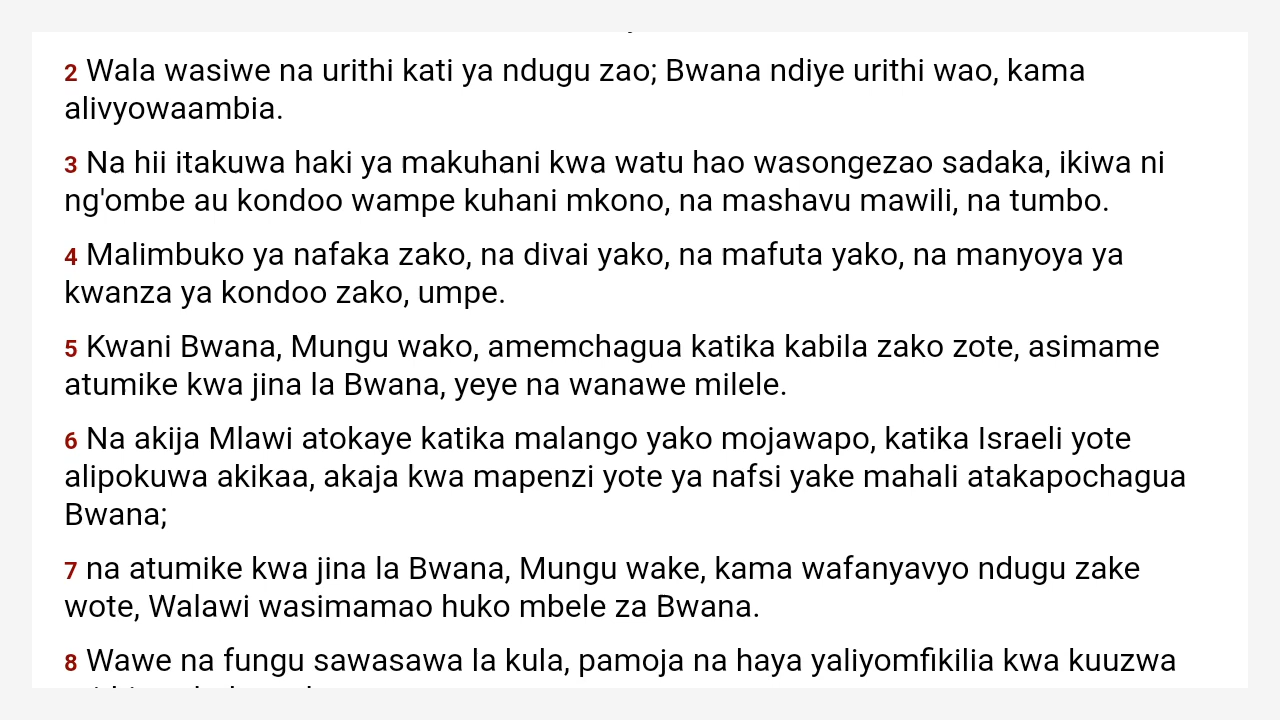 2 Wala wasiwe na urithi kati ya ndugu zao; Bwana ndiye urithi wao, kama
alivyowaambia.
3 Na hii itakuwa haki ya makuhani kwa watu hao wasongezao sadaka, ikiwa ni
ng'ombe au kondoo wampe kuhani mkono, na mashavu mawili, na tumbo.
4 Malimbuko ya nafaka zako, na divai yako, na mafuta yako, na manyoya ya
kwanza ya kondoo zako, umpe.
5 Kwani Bwana, Mungu wako, amemchagua katika kabila zako zote, asimame
atumike kwa jina la Bwana, yeye na wanawe milele.
6 Na akija Mlawi atokaye katika malango yako mojawapo, katika Israeli yote
alipokuwa akikaa, akaja kwa mapenzi yote ya nafsi yake mahali atakapochagua
Bwana;
7 na atumike kwa jina la Bwana, Mungu wake, kama wafanyavyo ndugu zake
wote, Walawi wasimamao huko mbele za Bwana.
8 Wawe na fungu sawasawa la kula, pamoja na haya yaliyomfikilia kwa kuuzwa